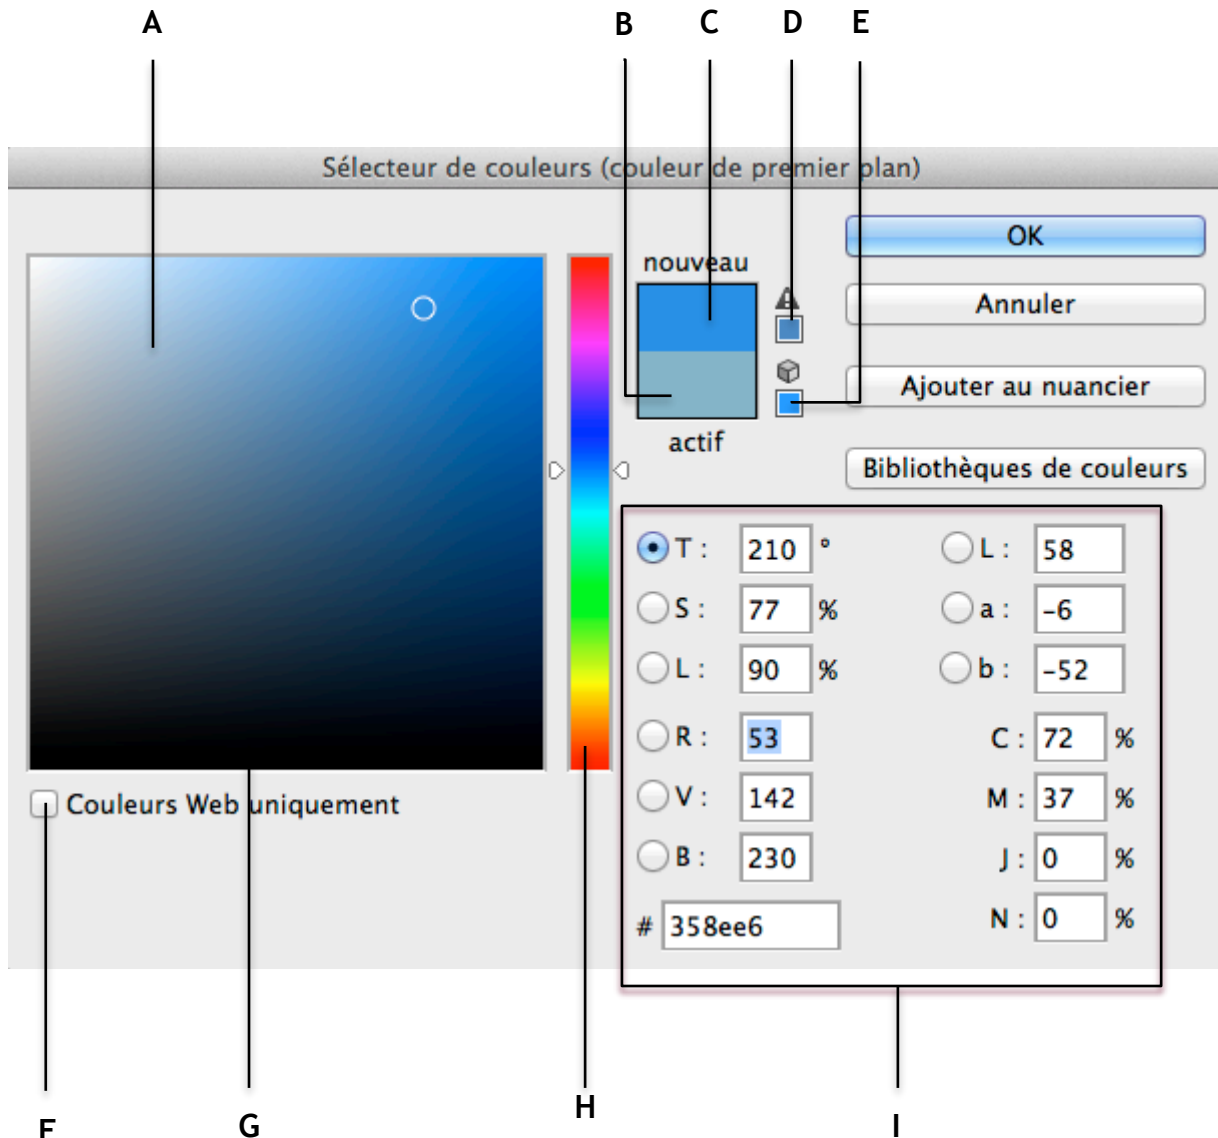 A B C D E
Sélecteur de couleurs (couleur de premier plan)
nouveau
actif
OK
Annuler
Ajouter au nuancier
Bibliothèques de couleurs
T : 210 ° L : 58
S : 77 % a : -6
L : 90 % b : -52
R : 53 C : 72 %
V : 142 M : 37 %
B : 230 J : 0 %
# 358ee6 N : 0 %
Couleurs Web uniquement
F G H I